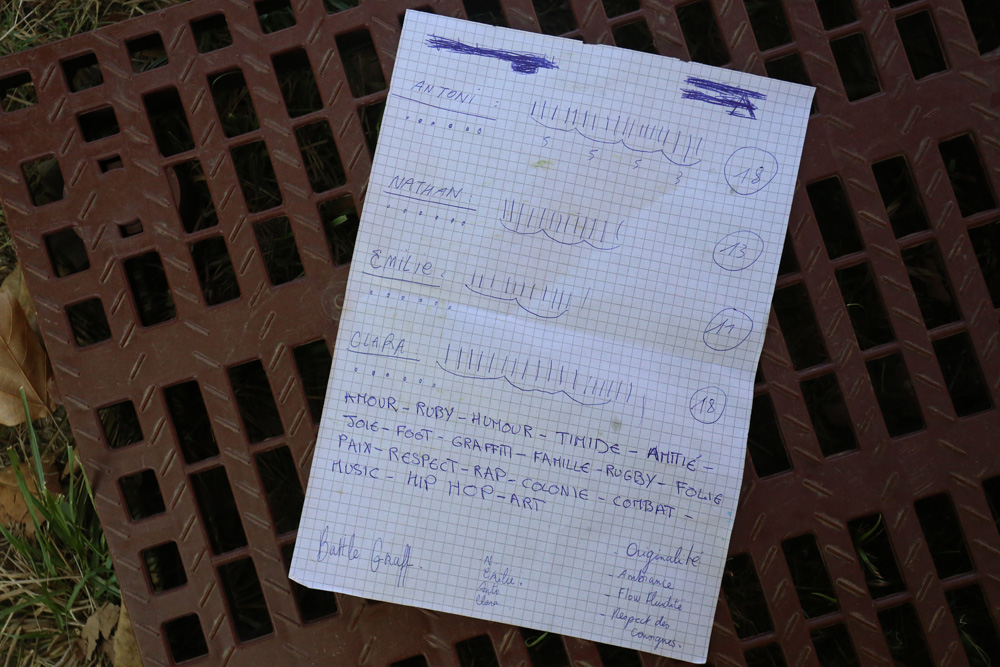 ANTONI :
5 5 5 3
18
NATHAN :
13
EMILIE :
11
CLARA
18
AMOUR - RUBY - HUMOUR - TIMIDE - AMITIÉ -
JOIE - FOOT - GRAFFITI - FAMILLE - RUGBY - FOLIE
PAIX - RESPECT - RAP - COLONIE - COMBAT -
MUSIC - HIP HOP - ART
Battle Graff
N
Emilie.
Clara
- Originalité
- Ambiance
- Flow
- Respect des
consignes.